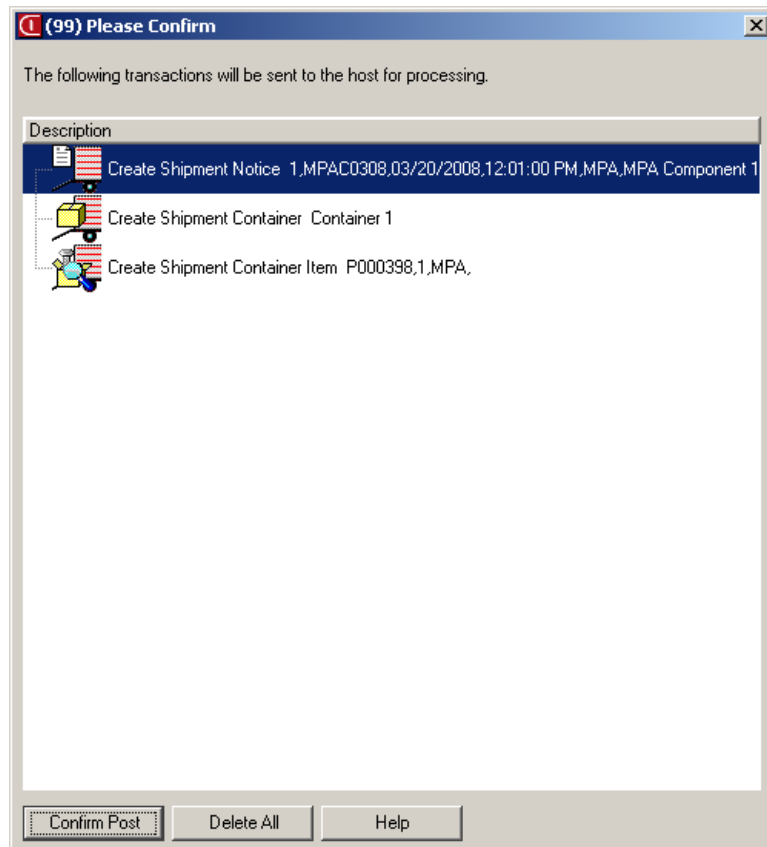 (99) Please Confirm
The following transactions will be sent to the host for processing.
Description
Create Shipment Notice 1,MPAC0308,03/20/2008,12:01:00 PM,MPA,MPA Component 1
Create Shipment Container Container 1
Create Shipment Container Item P000398,1,MPA,
Confirm Post Delete All Help